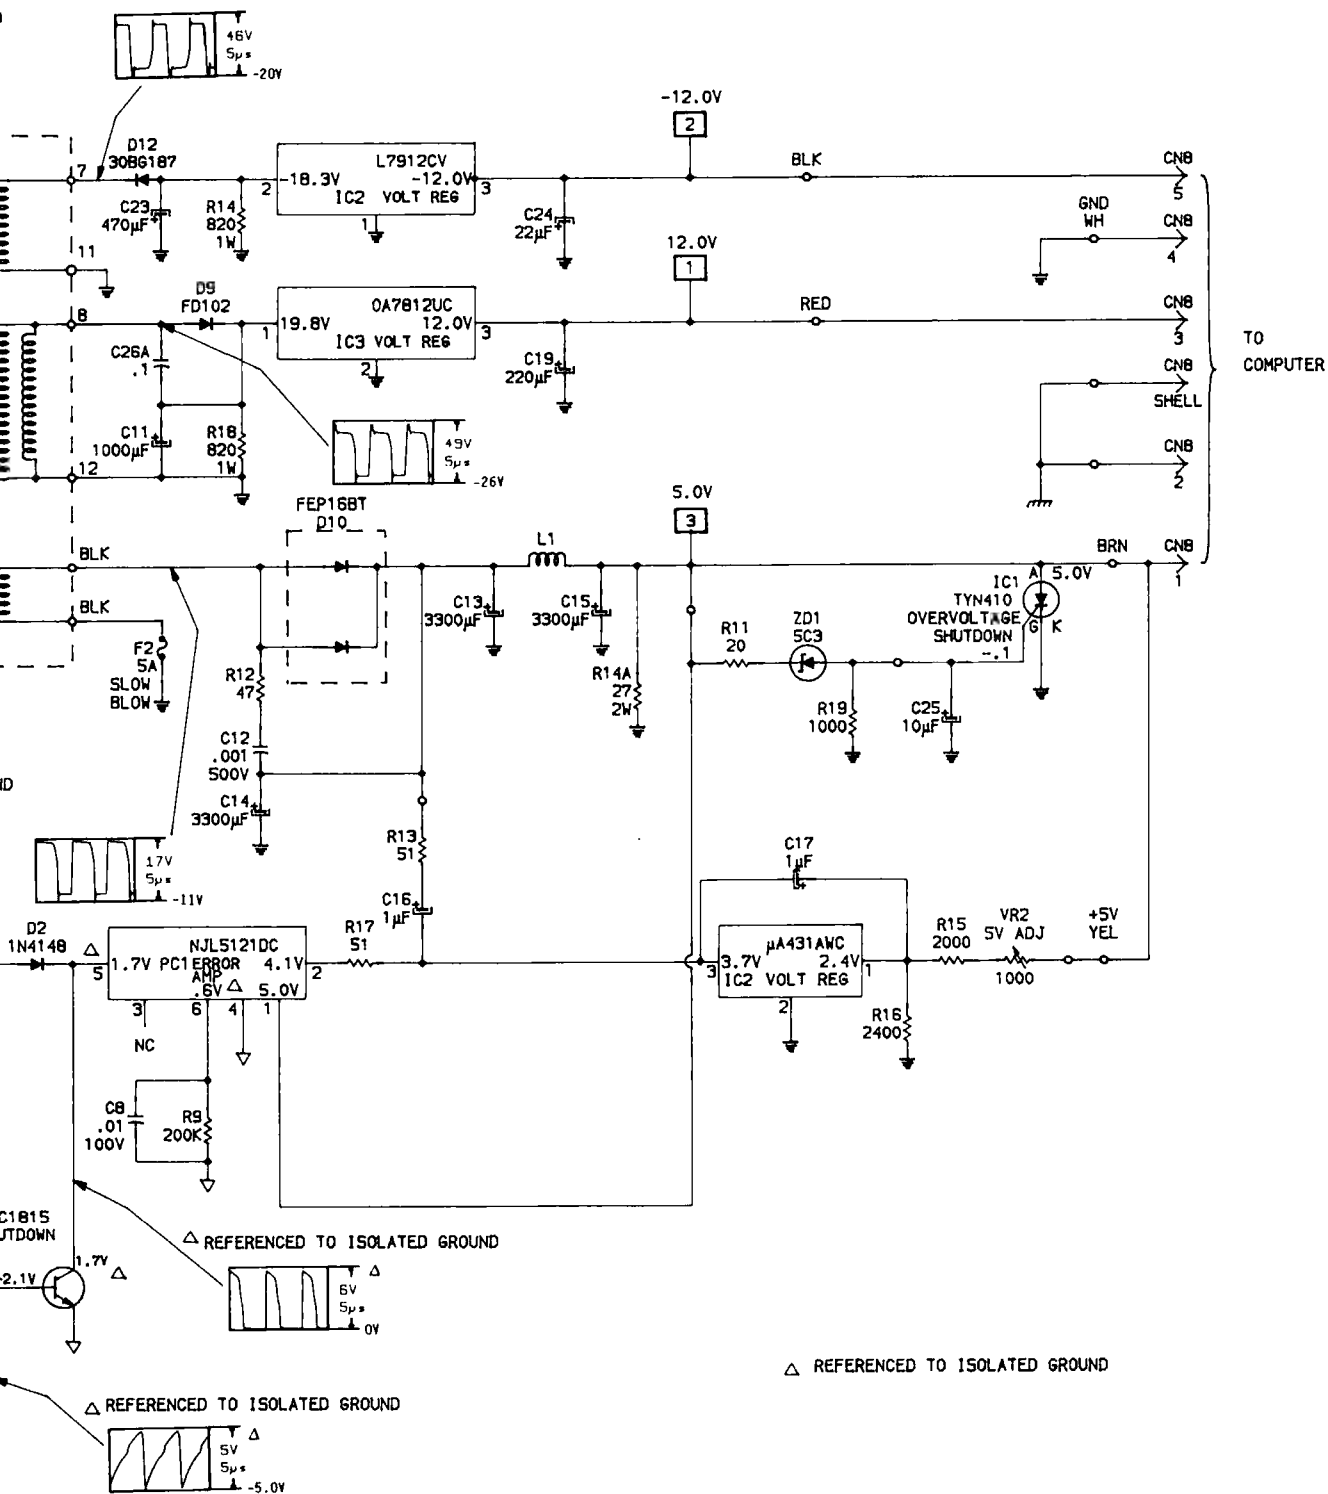 46V
5µs
-20V
-12.0V
2
D12
30BG187
7
L7912CV
-18.3V
-12.0V
IC2 VOLT REG
2
3
1
BLK
CN8
5
C23
470µF
R14
820
1W
C24
22µF
GND
WH
CN8
4
11
12.0V
1
D9
FD102
8
OA7812UC
19.8V
12.0V
IC3 VOLT REG
1
3
2
RED
CN8
3
TO
COMPUTER
C26A
.1
C19
220µF
CN8
SHELL
C11
1000µF
R18
820
1W
49V
5µs
-26V
12
CN8
2
FEP16BT
D10
5.0V
3
L1
BLK
BRN
CN8
1
IC1
A
5.0V
TYN410
OVERVOLTAGE
SHUTDOWN
G
K
-.1
BLK
C13
3300µF
C15
3300µF
R11
20
ZD1
5C3
F2
5A
SLOW
BLOW
R12
47
R14A
27
2W
R19
1000
C25
10µF
C12
.001
500V
C14
3300µF
R13
51
17V
5µs
-11V
C17
1µF
C16
1µF
D2
1N4148
NJL5121DC
1.7V PC1 ERROR 4.1V
AMP
.6V
5.0V
5
2
3
6
4
1
NC
R17
51
µA431AWC
3.7V
2.4V
IC2 VOLT REG
3
1
2
R15
2000
VR2
5V ADJ
1000
+5V
YEL
R16
2400
C8
.01
100V
R9
200K
C1815
UTDOWN
1.7V
△
-2.1V
△ REFERENCED TO ISOLATED GROUND
△
6V
5µs
0V
△ REFERENCED TO ISOLATED GROUND
△ REFERENCED TO ISOLATED GROUND
△
5V
5µs
-5.0V